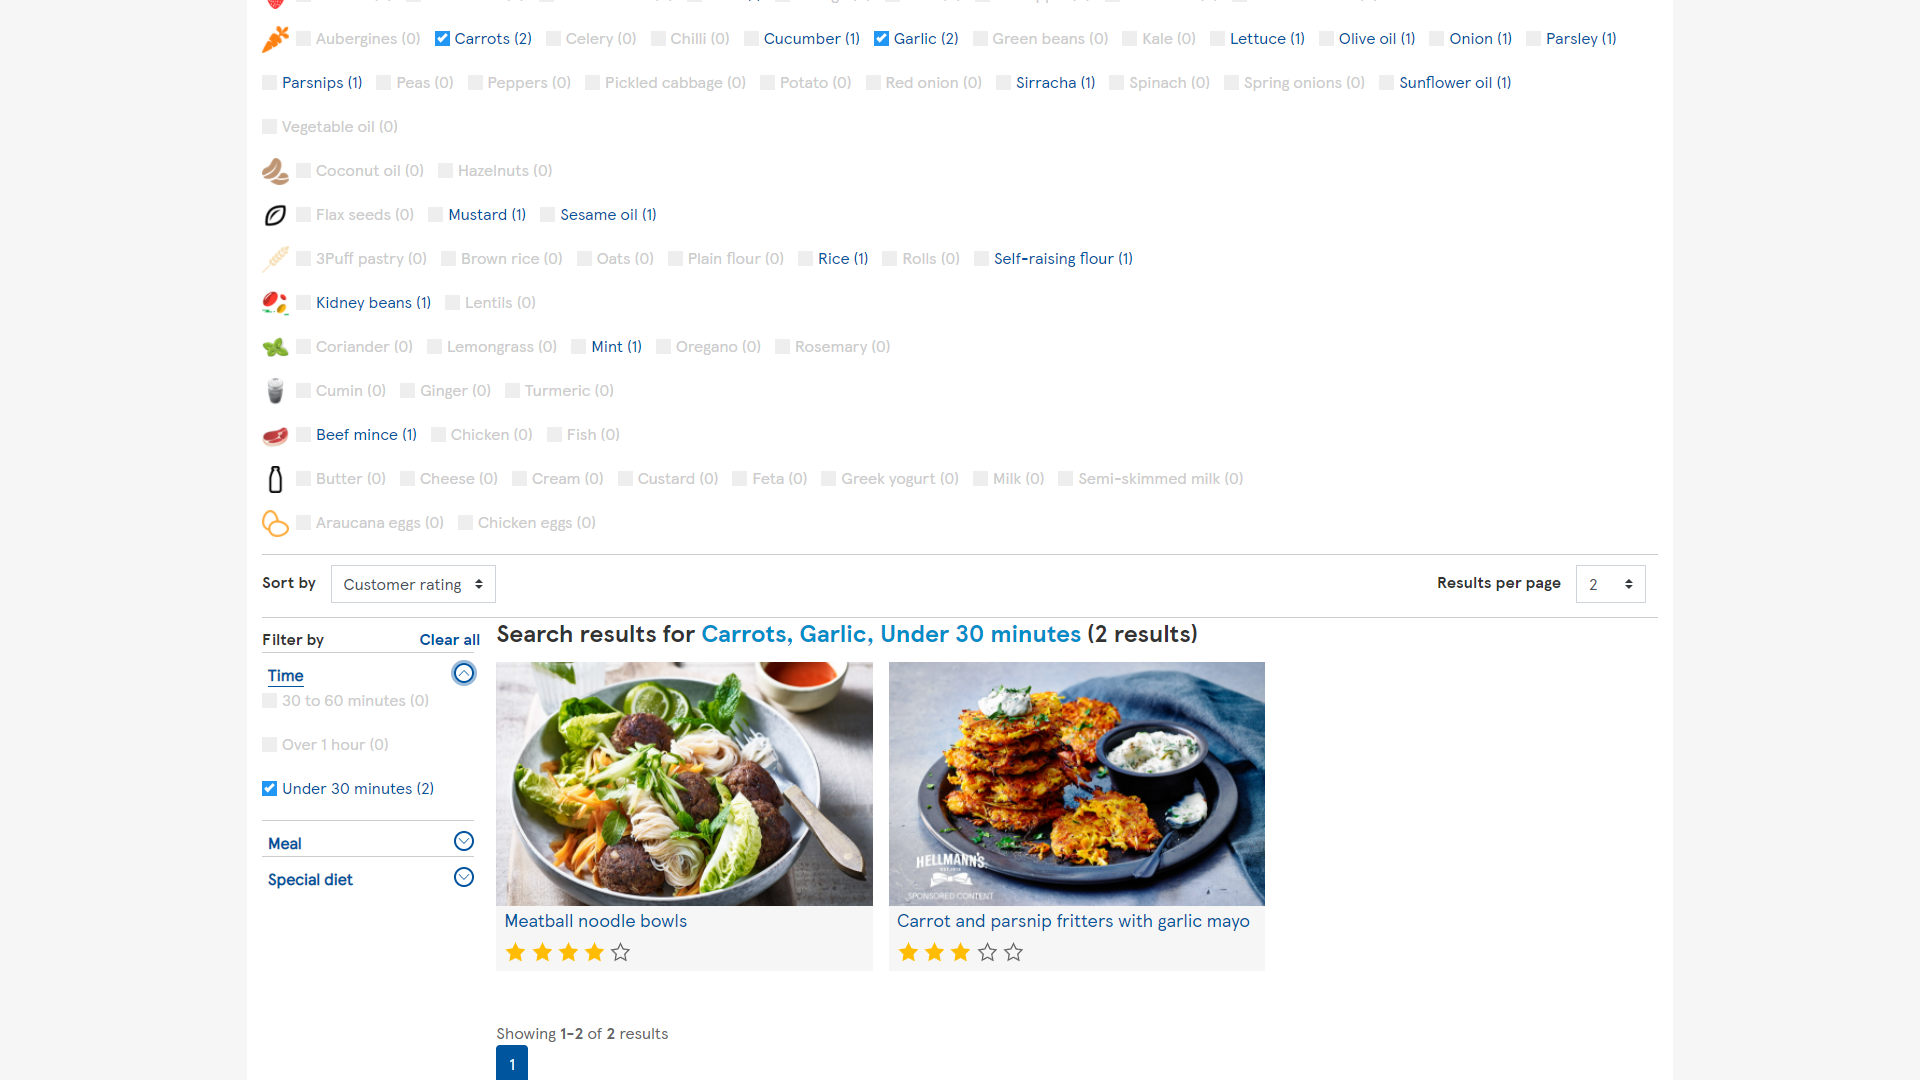 Aubergines (0) Carrots (2) Celery (0) Chilli (0) Cucumber (1) Garlic (2) Green beans (0) Kale (0) Lettuce (1) Olive oil (1) Onion (1) Parsley (1)
Parsnips (1) Peas (0) Peppers (0) Pickled cabbage (0) Potato (0) Red onion (0) Sirracha (1) Spinach (0) Spring onions (0) Sunflower oil (1)
Vegetable oil (0)
Coconut oil (0) Hazelnuts (0)
Flax seeds (0) Mustard (1) Sesame oil (1)
3Puff pastry (0) Brown rice (0) Oats (0) Plain flour (0) Rice (1) Rolls (0) Self-raising flour (1)
Kidney beans (1) Lentils (0)
Coriander (0) Lemongrass (0) Mint (1) Oregano (0) Rosemary (0)
Cumin (0) Ginger (0) Turmeric (0)
Beef mince (1) Chicken (0) Fish (0)
Butter (0) Cheese (0) Cream (0) Custard (0) Feta (0) Greek yogurt (0) Milk (0) Semi-skimmed milk (0)
Araucana eggs (0) Chicken eggs (0)
Sort by Customer rating Results per page 2
Filter by Clear all
Time
30 to 60 minutes (0)
Over 1 hour (0)
Under 30 minutes (2)
Meal
Special diet
Search results for Carrots, Garlic, Under 30 minutes (2 results)
HELLMANN'S
SPONSORED CONTENT
Meatball noodle bowls
Carrot and parsnip fritters with garlic mayo
Showing 1-2 of 2 results
1